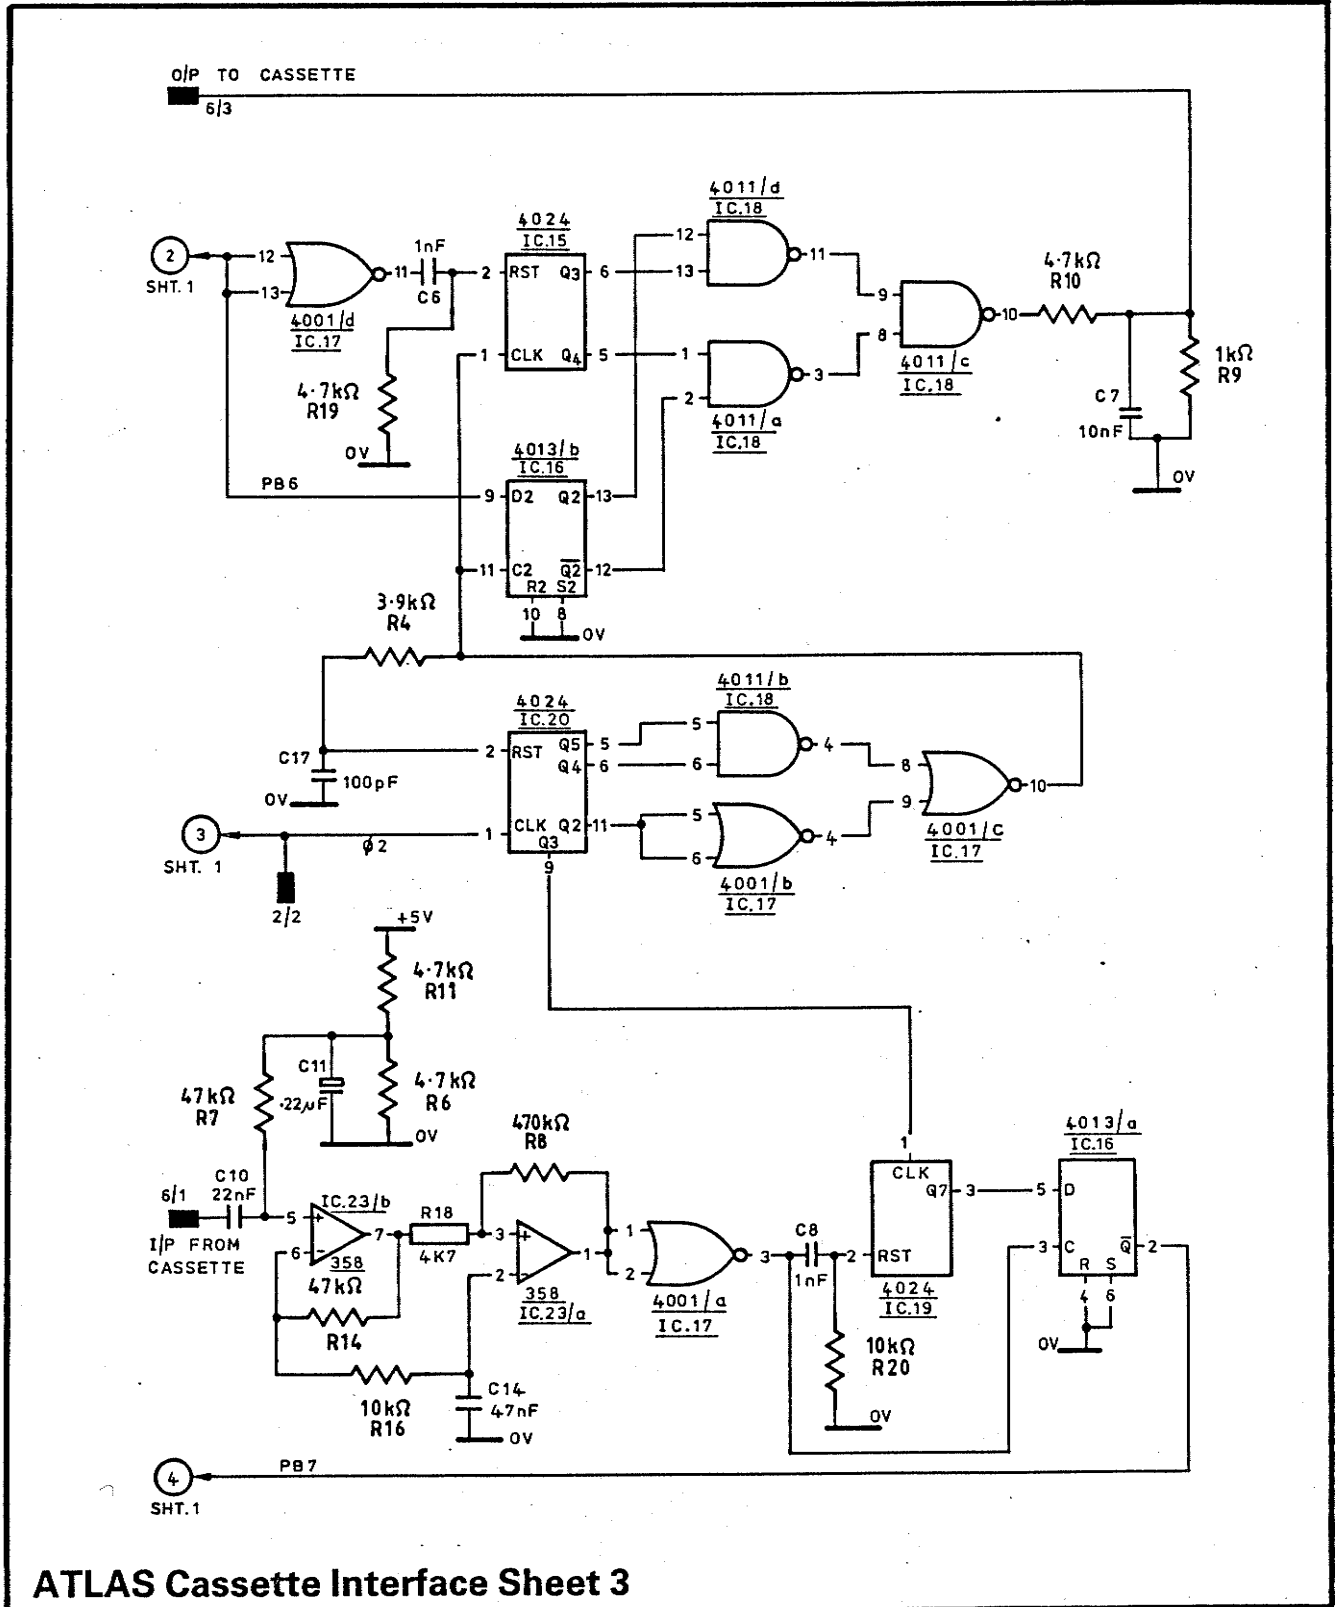 O/P TO CASSETTE
6/3
4011/d
IC.18
4024
IC.15
2
SHT. 1
12
13
11
1nF
C6
2
RST
Q3
6
12
13
11
4.7kΩ
R10
9
8
10
4001/d
IC.17
1
CLK
Q4
5
1
2
3
4011/c
IC.18
1kΩ
R9
4.7kΩ
R19
0V
4011/a
IC.18
C7
10nF
0V
4013/b
IC.16
PB6
9
D2
Q2
13
11
C2
Q̅2̅
12
R2
S2
10
8
0V
3.9kΩ
R4
4011/b
IC.18
4024
IC.20
C17
100pF
0V
2
RST
Q5
5
Q4
6
5
6
4
8
9
10
3
SHT. 1
ø2
1
CLK
Q2
11
Q3
9
5
6
4
4001/c
IC.17
4001/b
IC.17
2/2
+5V
4.7kΩ
R11
C11
.22µF
4.7kΩ
R6
0V
47kΩ
R7
470kΩ
R8
4013/a
IC.16
1
CLK
Q7
3
5
D
6/1
C10
22nF
I/P FROM
CASSETTE
IC.23/b
5
+
6
-
7
358
R18
4K7
3
+
2
-
1
358
IC.23/a
1
2
3
4001/a
IC.17
C8
1nF
2
RST
4024
IC.19
3
C
Q̅
2
R
S
4
6
0V
47kΩ
R14
10kΩ
R16
C14
47nF
0V
10kΩ
R20
0V
4
SHT. 1
PB7
ATLAS Cassette Interface Sheet 3